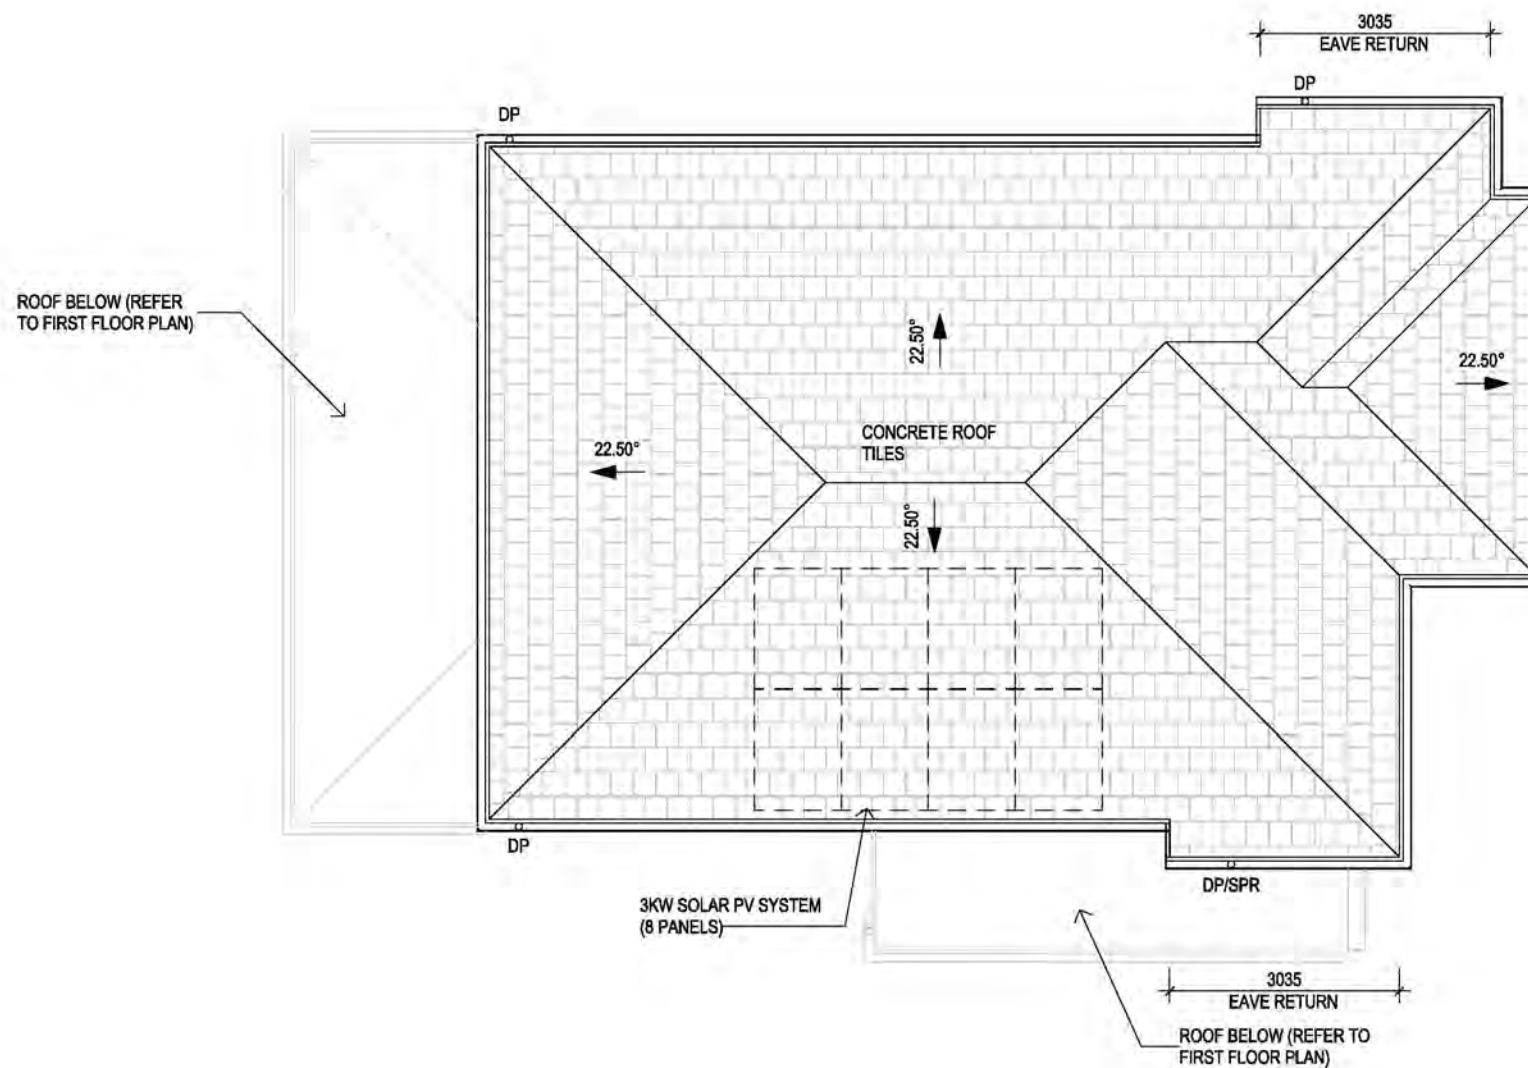 3035
EAVE RETURN
DP
DP
ROOF BELOW (REFER
TO FIRST FLOOR PLAN)
22.50°
22.50°
CONCRETE ROOF
TILES
22.50°
22.50°
DP
DP/SPR
3KW SOLAR PV SYSTEM
(8 PANELS)
3035
EAVE RETURN
ROOF BELOW (REFER TO
FIRST FLOOR PLAN)